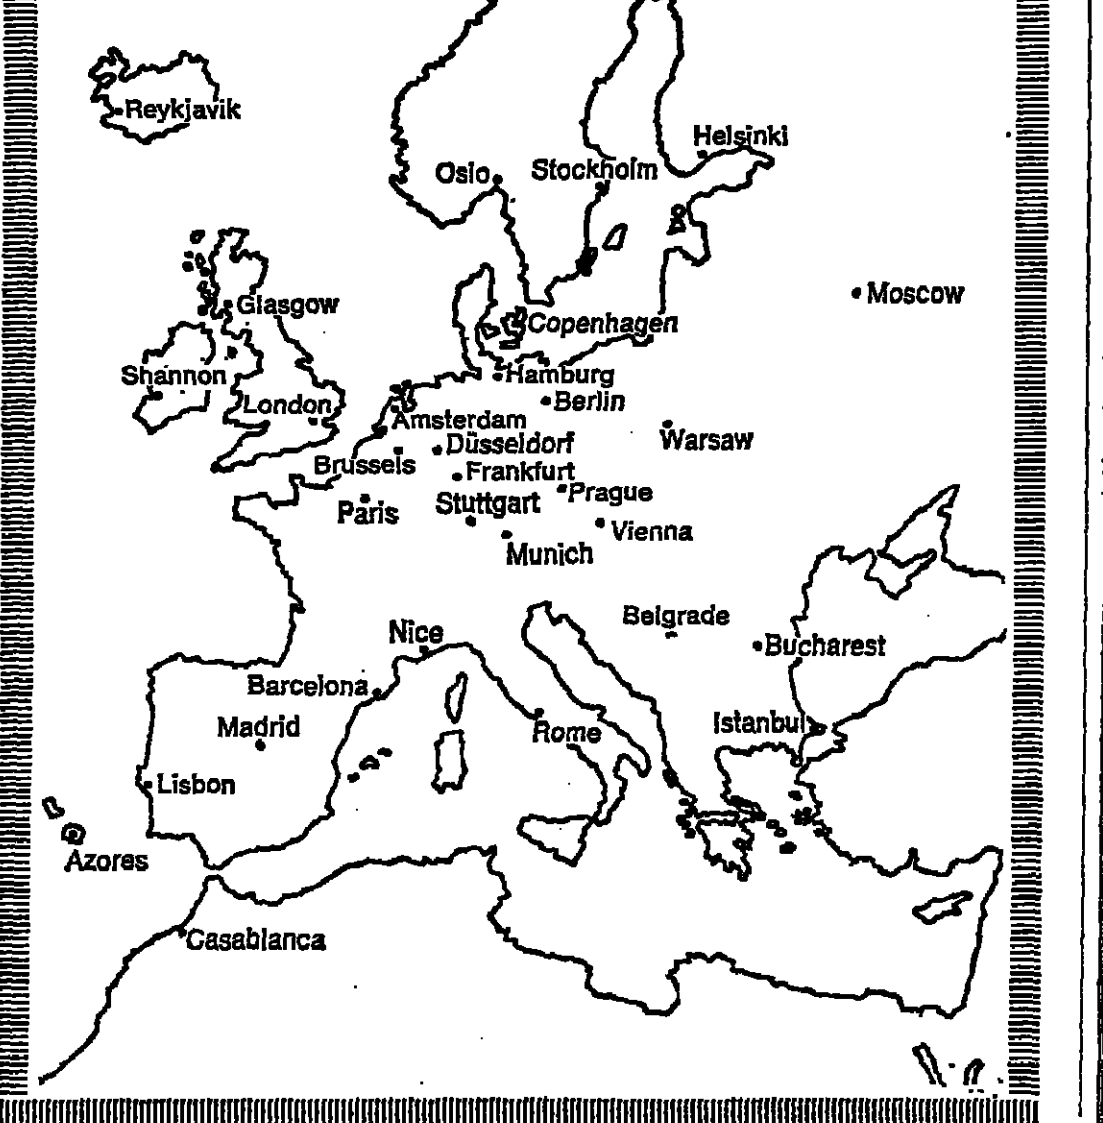 Reykjavik
Helsinki
Oslo
Stockholm
Moscow
Glasgow
Copenhagen
Shannon
Hamburg
London
Berlin
Amsterdam
Warsaw
Düsseldorf
Brussels
Frankfurt
Prague
Stuttgart
Paris
Vienna
Munich
Belgrade
Nice
Bucharest
Barcelona
Madrid
Istanbul
Rome
Lisbon
Azores
Casablanca